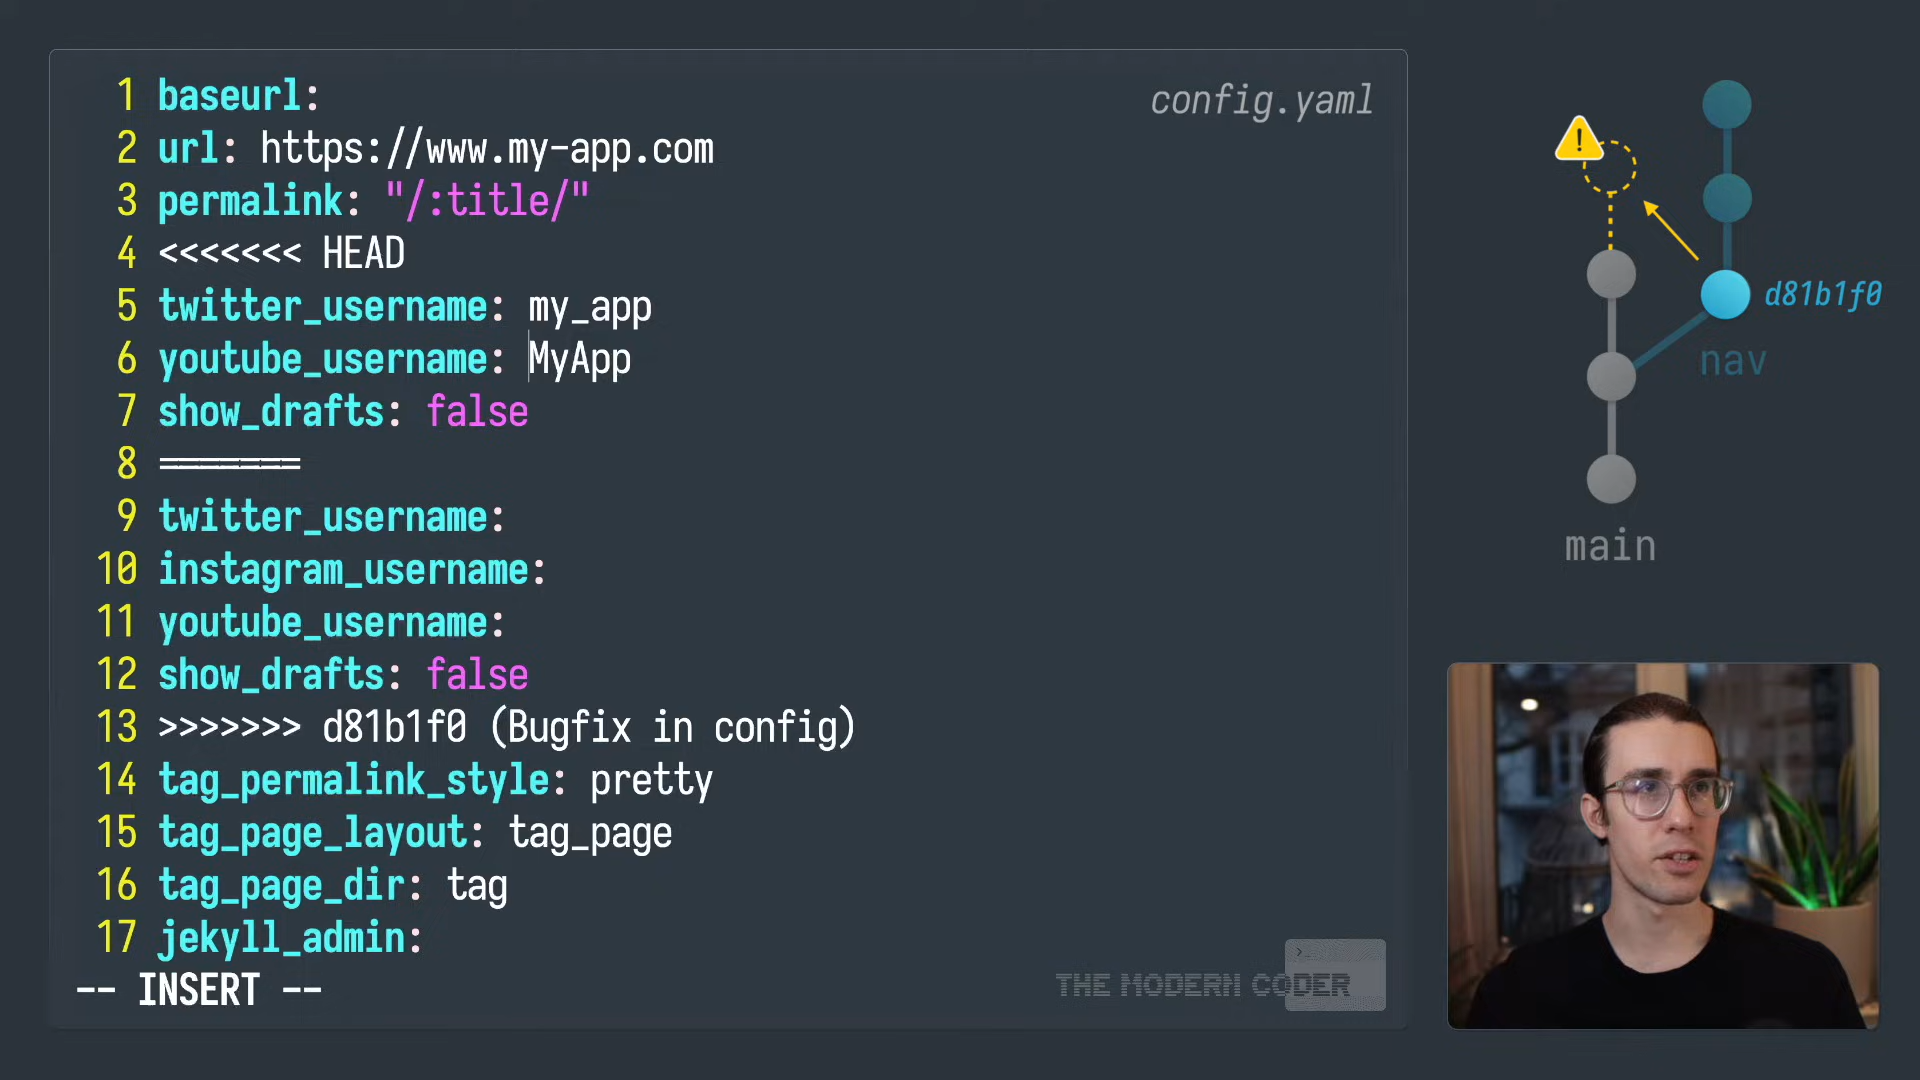 config.yaml
1 baseurl:
2 url: https://www.my-app.com
3 permalink: "/:title/"
4 <<<<<<< HEAD
5 twitter_username: my_app
6 youtube_username: MyApp
7 show_drafts: false
8 =======
9 twitter_username:
10 instagram_username:
11 youtube_username:
12 show_drafts: false
13 >>>>>>> d81b1f0 (Bugfix in config)
14 tag_permalink_style: pretty
15 tag_page_layout: tag_page
16 tag_page_dir: tag
17 jekyll_admin:
-- INSERT --
THE MODERN CODER
!
d81b1f0
nav
main